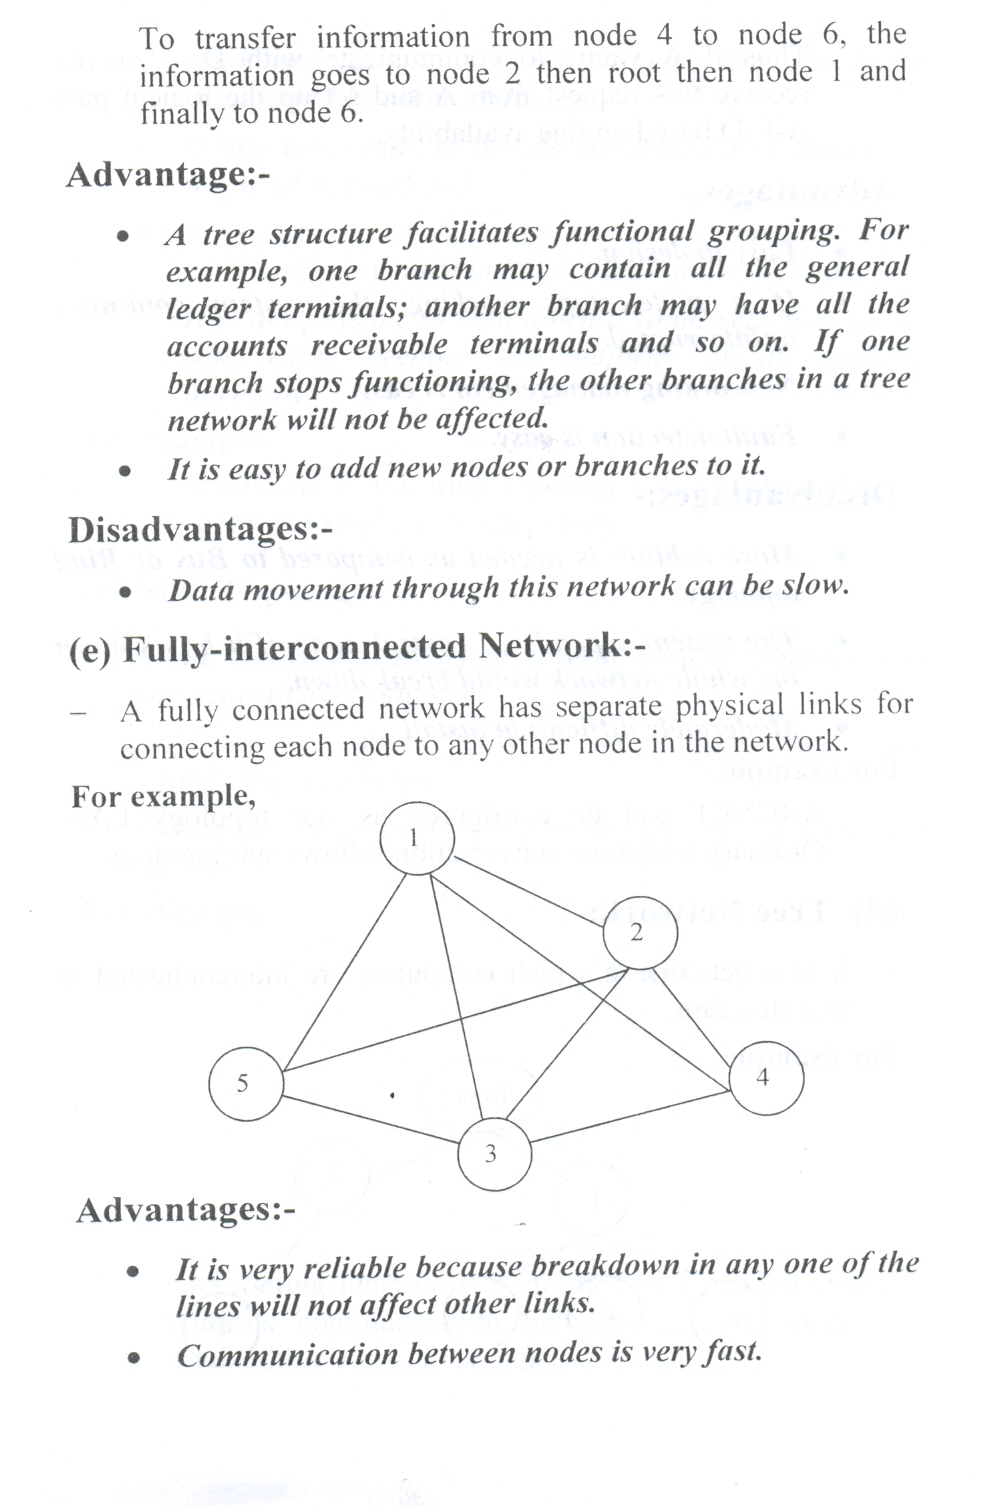 To transfer information from node 4 to node 6, the
information goes to node 2 then root then node 1 and
finally to node 6.
Advantage:-
• A tree structure facilitates functional grouping. For
example, one branch may contain all the general
ledger terminals; another branch may have all the
accounts receivable terminals and so on. If one
branch stops functioning, the other branches in a tree
network will not be affected.
• It is easy to add new nodes or branches to it.
Disadvantages:-
• Data movement through this network can be slow.
(e) Fully-interconnected Network:-
– A fully connected network has separate physical links for
connecting each node to any other node in the network.
For example,
1
2
5
4
3
Advantages:-
• It is very reliable because breakdown in any one of the
lines will not affect other links.
• Communication between nodes is very fast.